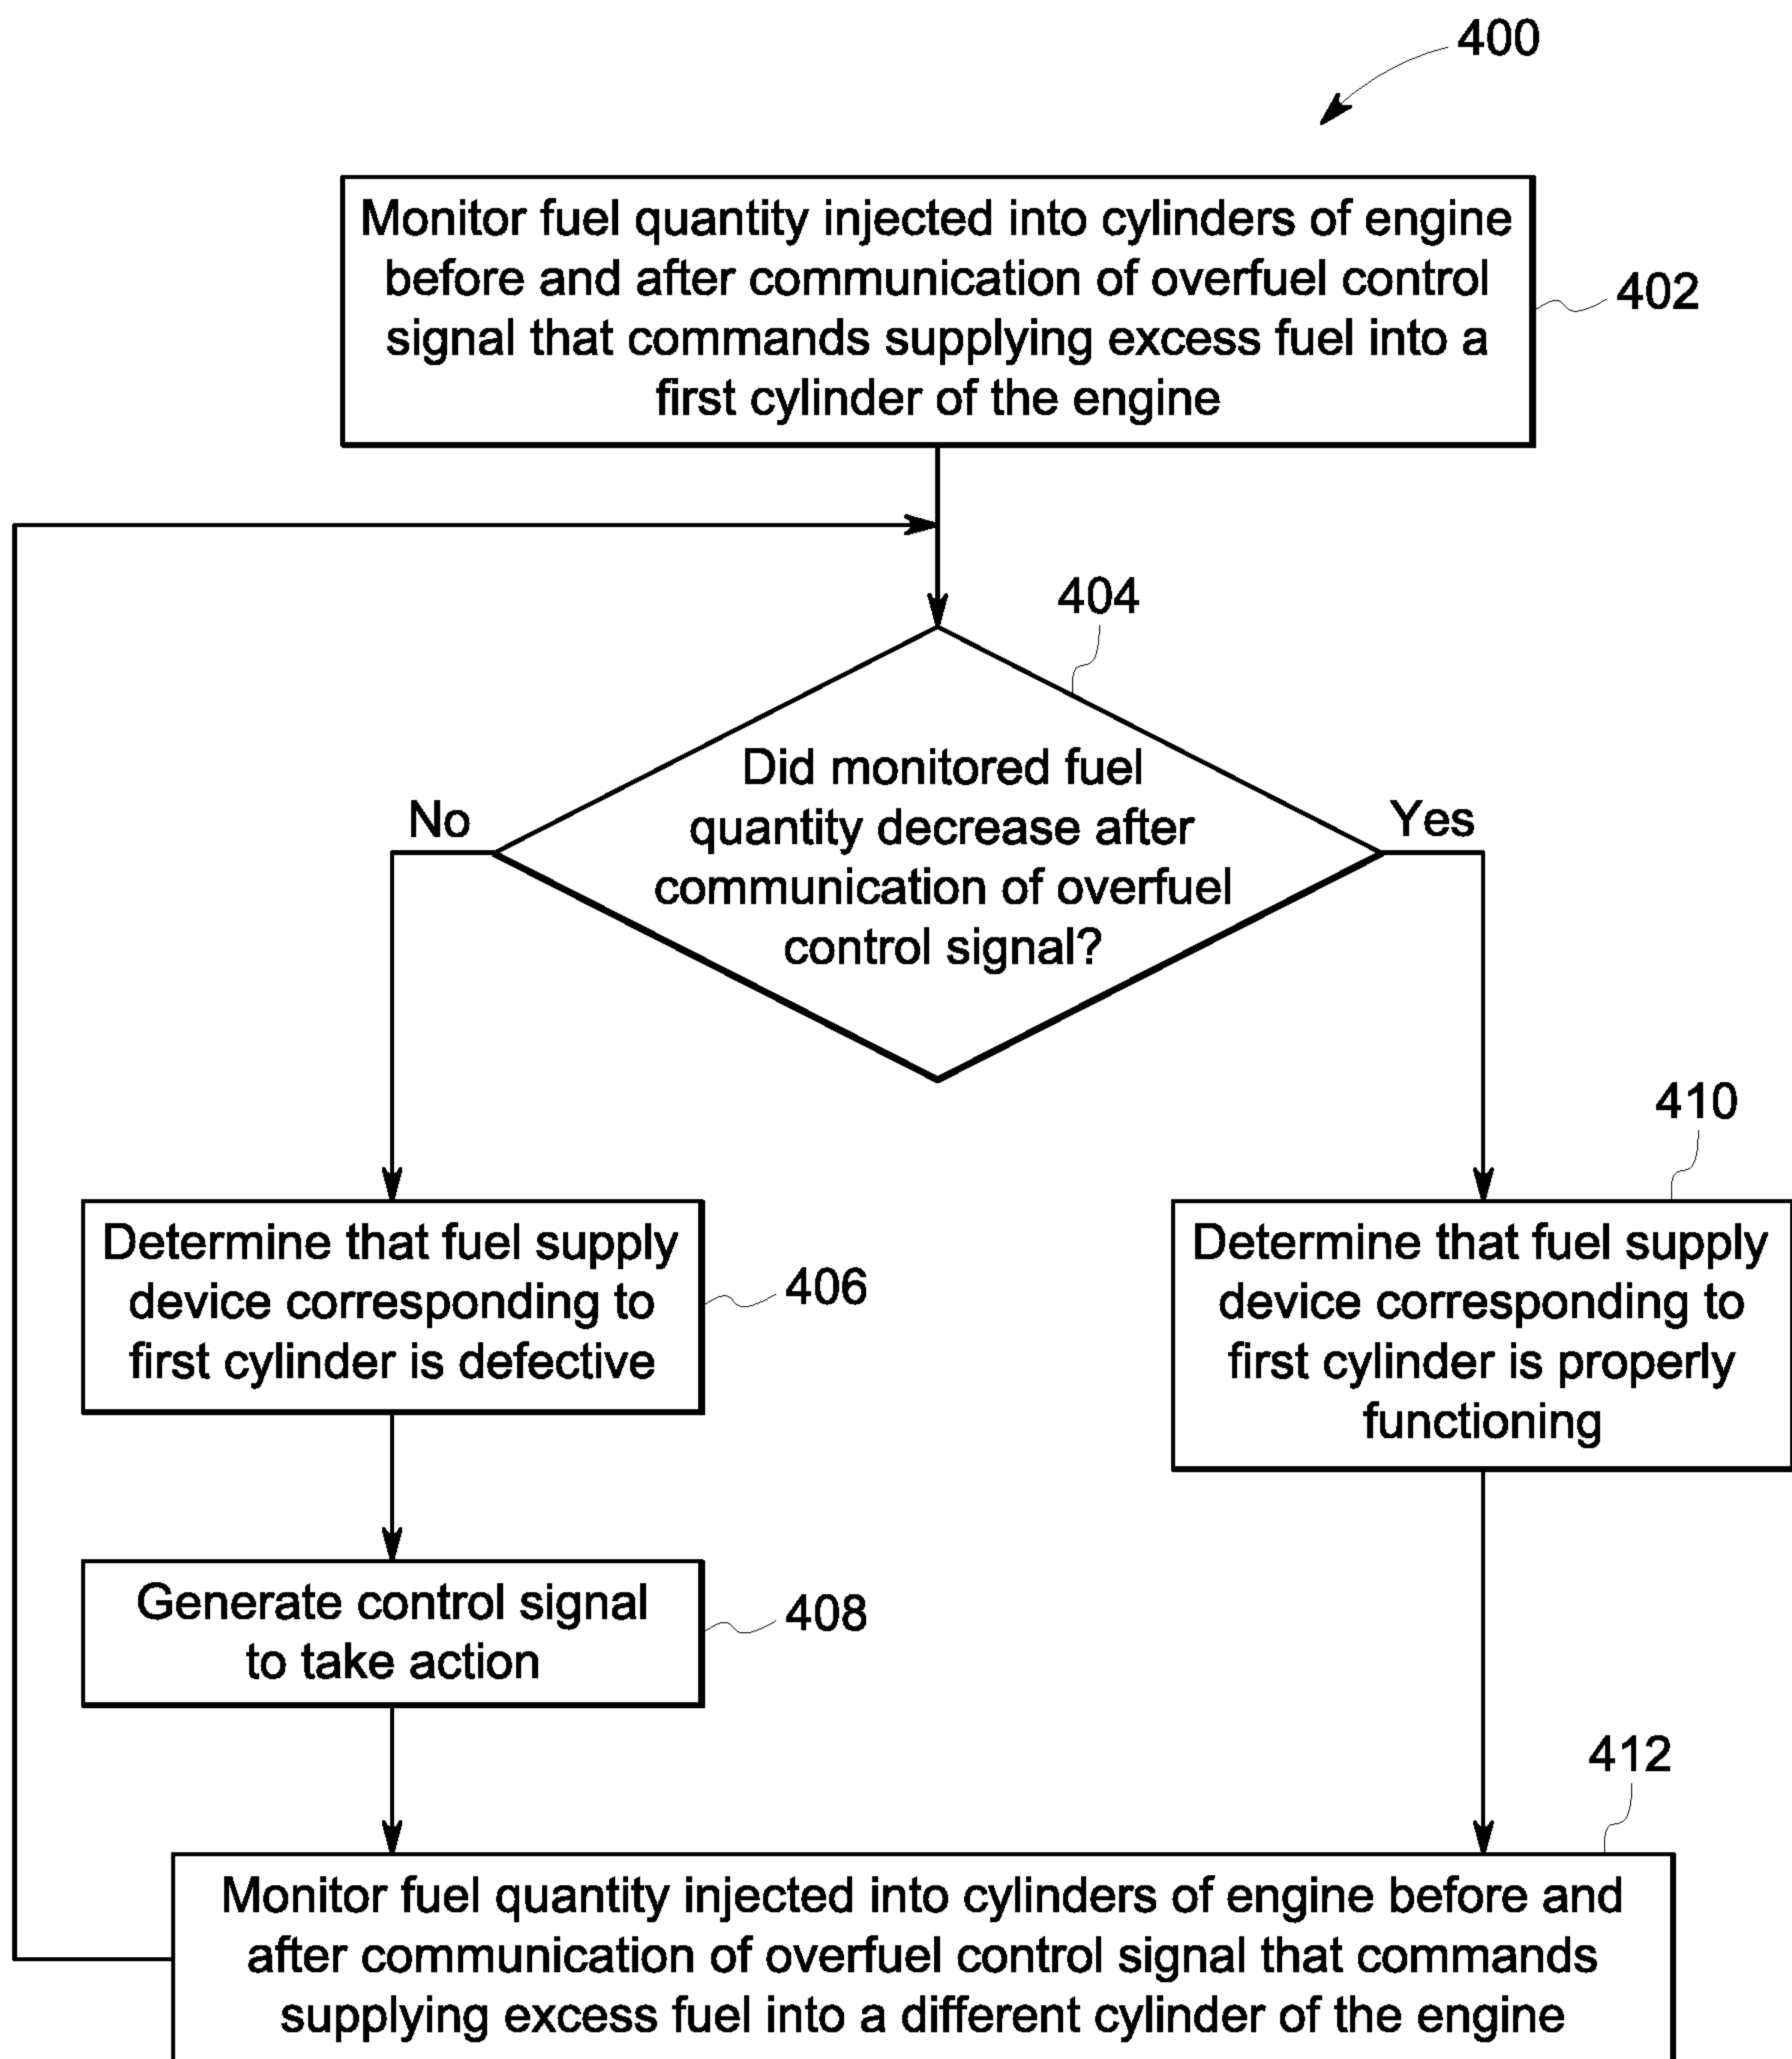 400
Monitor fuel quantity injected into cylinders of engine
before and after communication of overfuel control
signal that commands supplying excess fuel into a
first cylinder of the engine
402
404
Did monitored fuel
quantity decrease after
communication of overfuel
control signal?
No
Yes
406
Determine that fuel supply
device corresponding to
first cylinder is defective
410
Determine that fuel supply
device corresponding to
first cylinder is properly
functioning
Generate control signal
to take action
408
412
Monitor fuel quantity injected into cylinders of engine before and
after communication of overfuel control signal that commands
supplying excess fuel into a different cylinder of the engine